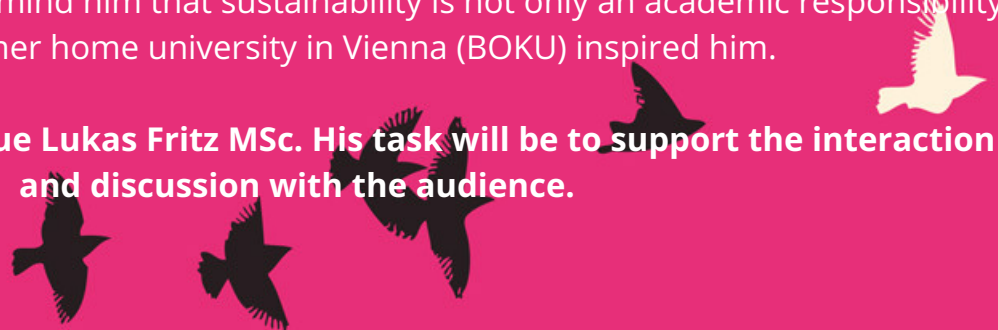 mind him that sustainability is not only an academic responsibility
her home university in Vienna (BOKU) inspired him.
ue Lukas Fritz MSc. His task will be to support the interaction
and discussion with the audience.